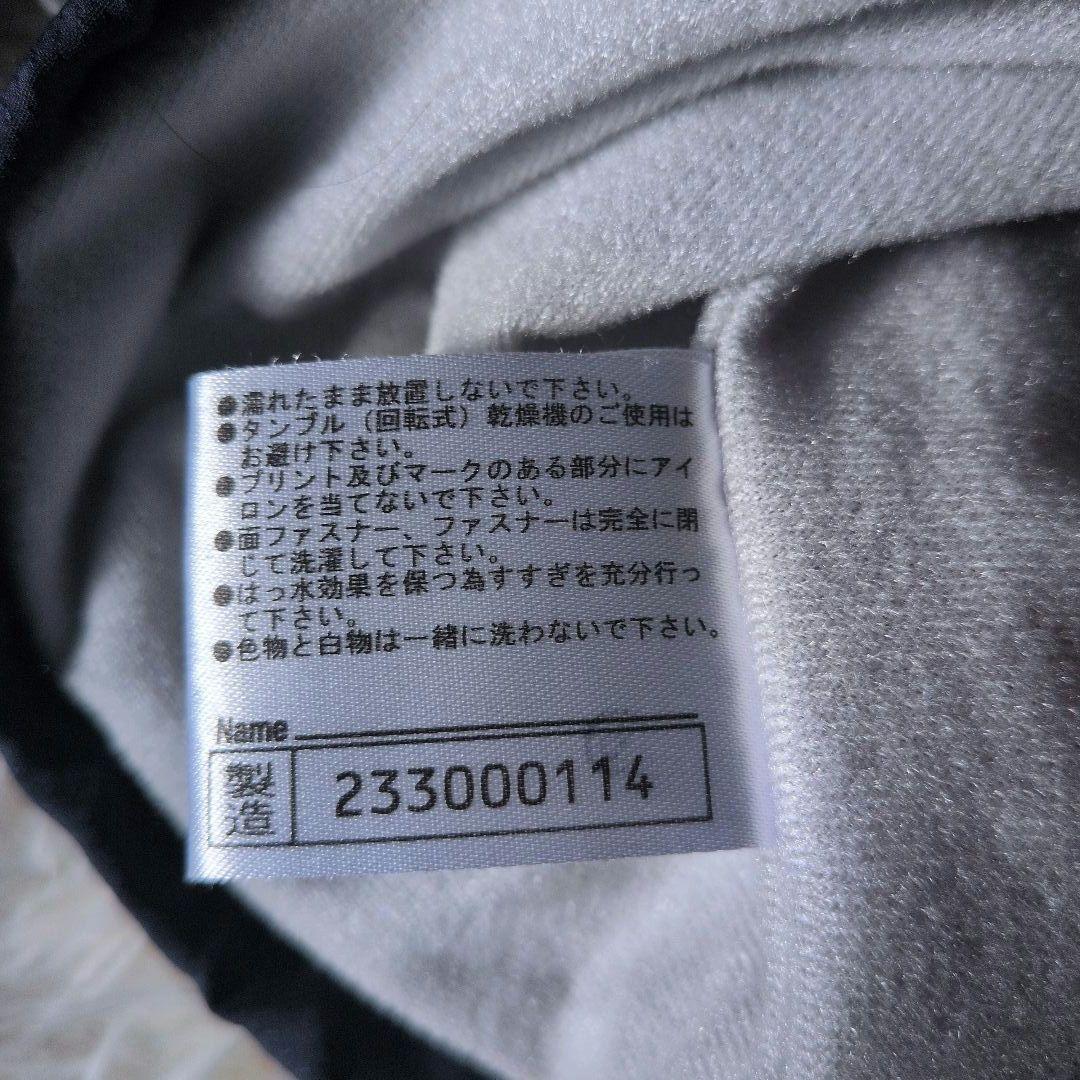 ●濡れたまま放置しないで下さい。
●タンブル（回転式）乾燥機のご使用は
お避け下さい。
●プリント及びマークのある部分にアイ
ロンを当てないで下さい。
●面ファスナー、ファスナーは完全に閉
じて洗濯して下さい。
●はっ水効果を保つ為すすぎを充分行っ
て下さい。
●色物と白物は一緒に洗わないで下さい。
Name
製造 233000114